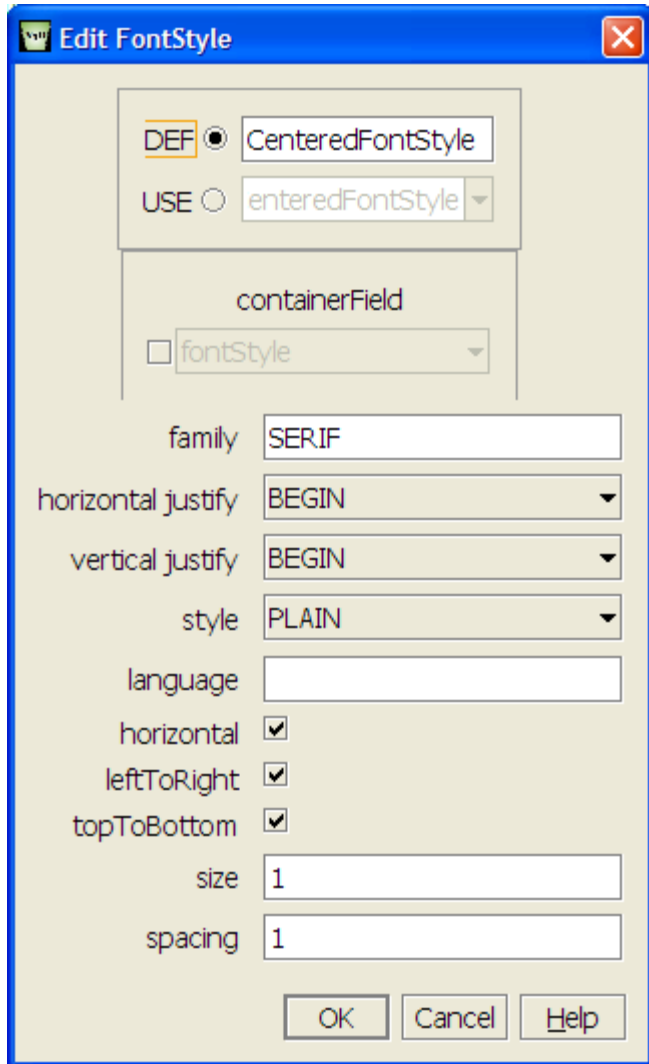 Edit FontStyle
DEF CenteredFontStyle
USE enteredFontStyle
containerField
fontStyle
family SERIF
horizontal justify BEGIN
vertical justify BEGIN
style PLAIN
language
horizontal
leftToRight
topToBottom
size 1
spacing 1
OK Cancel Help